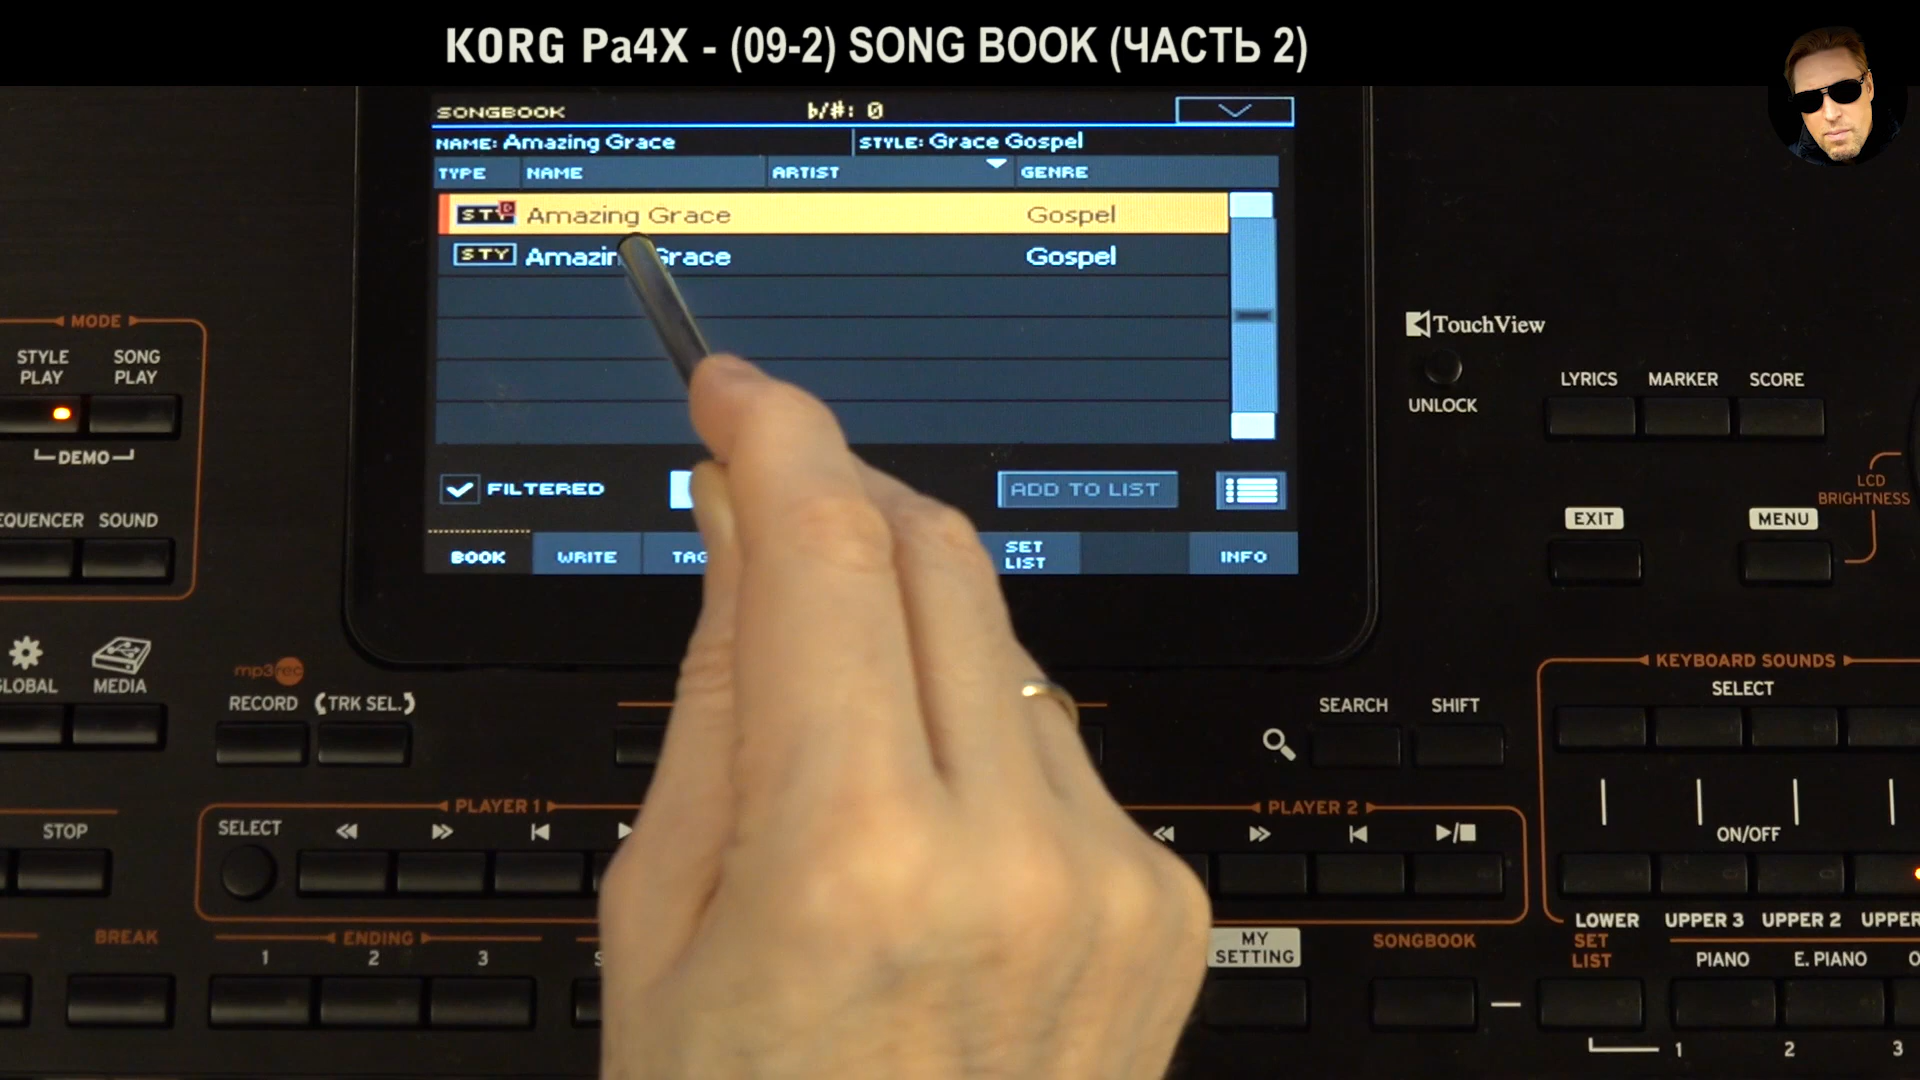 KORG Pa4X - (09-2) SONG BOOK (ЧАСТЬ 2)
SONGBOOK
b/#: 0
NAME: Amazing Grace
STYLE: Grace Gospel
TYPE NAME ARTIST GENRE
STY Amazing Grace Gospel
STY Amazing Grace Gospel
FILTERED
ADD TO LIST
BOOK WRITE SET LIST INFO
MODE
STYLE PLAY
SONG PLAY
DEMO
SOUND
MEDIA
mp3rec
RECORD
TRK SEL.
TouchView
UNLOCK
LYRICS MARKER SCORE
LCD
BRIGHTNESS
EXIT
MENU
SEARCH SHIFT
KEYBOARD SOUNDS
SELECT
ON/OFF
LOWER UPPER 3 UPPER 2 UPPER
STOP
PLAYER 1
SELECT
PLAYER 2
BREAK
ENDING
1 2 3
MY SETTING
SONGBOOK
SET LIST
PIANO E. PIANO
1 2 3